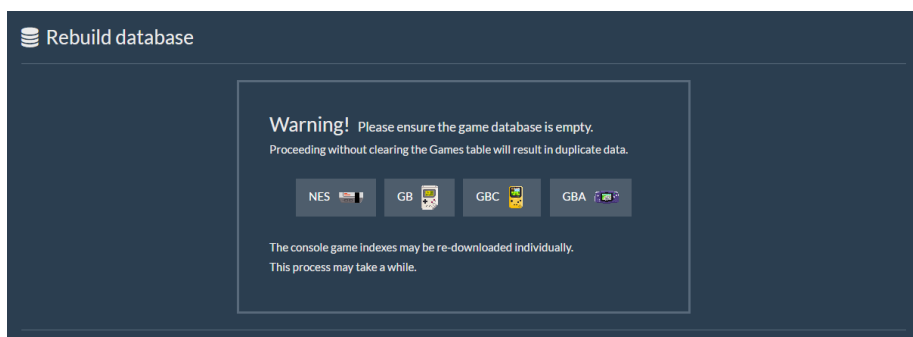 Rebuild database
Warning! Please ensure the game database is empty.
Proceeding without clearing the Games table will result in duplicate data.
NES GB GBC GBA
The console game indexes may be re-downloaded individually.
This process may take a while.